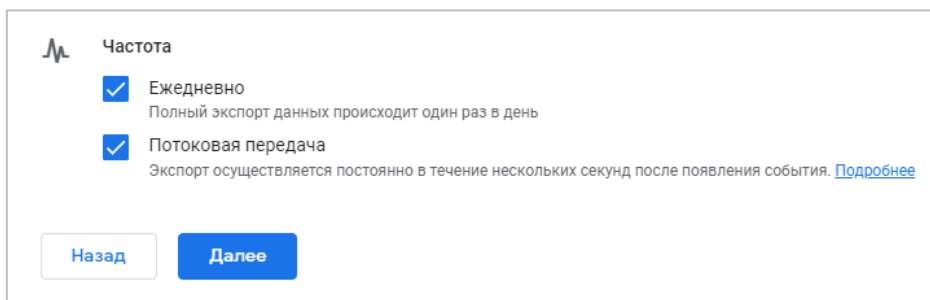 Частота
Ежедневно
Полный экспорт данных происходит один раз в день
Потоковая передача
Экспорт осуществляется постоянно в течение нескольких секунд после появления события. Подробнее
Назад Далее